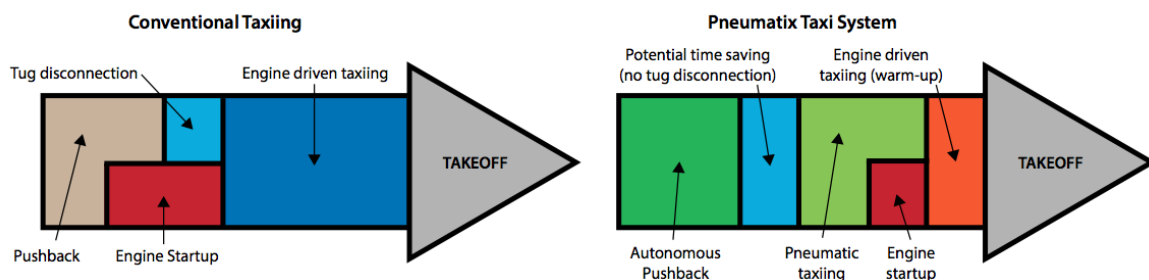 Conventional Taxiing
Tug disconnection
Engine driven taxiing
TAKEOFF
Pushback
Engine Startup
Pneumatix Taxi System
Potential time saving
(no tug disconnection)
Engine driven
taxiing (warm-up)
TAKEOFF
Autonomous
Pushback
Pneumatic
taxiing
Engine
startup